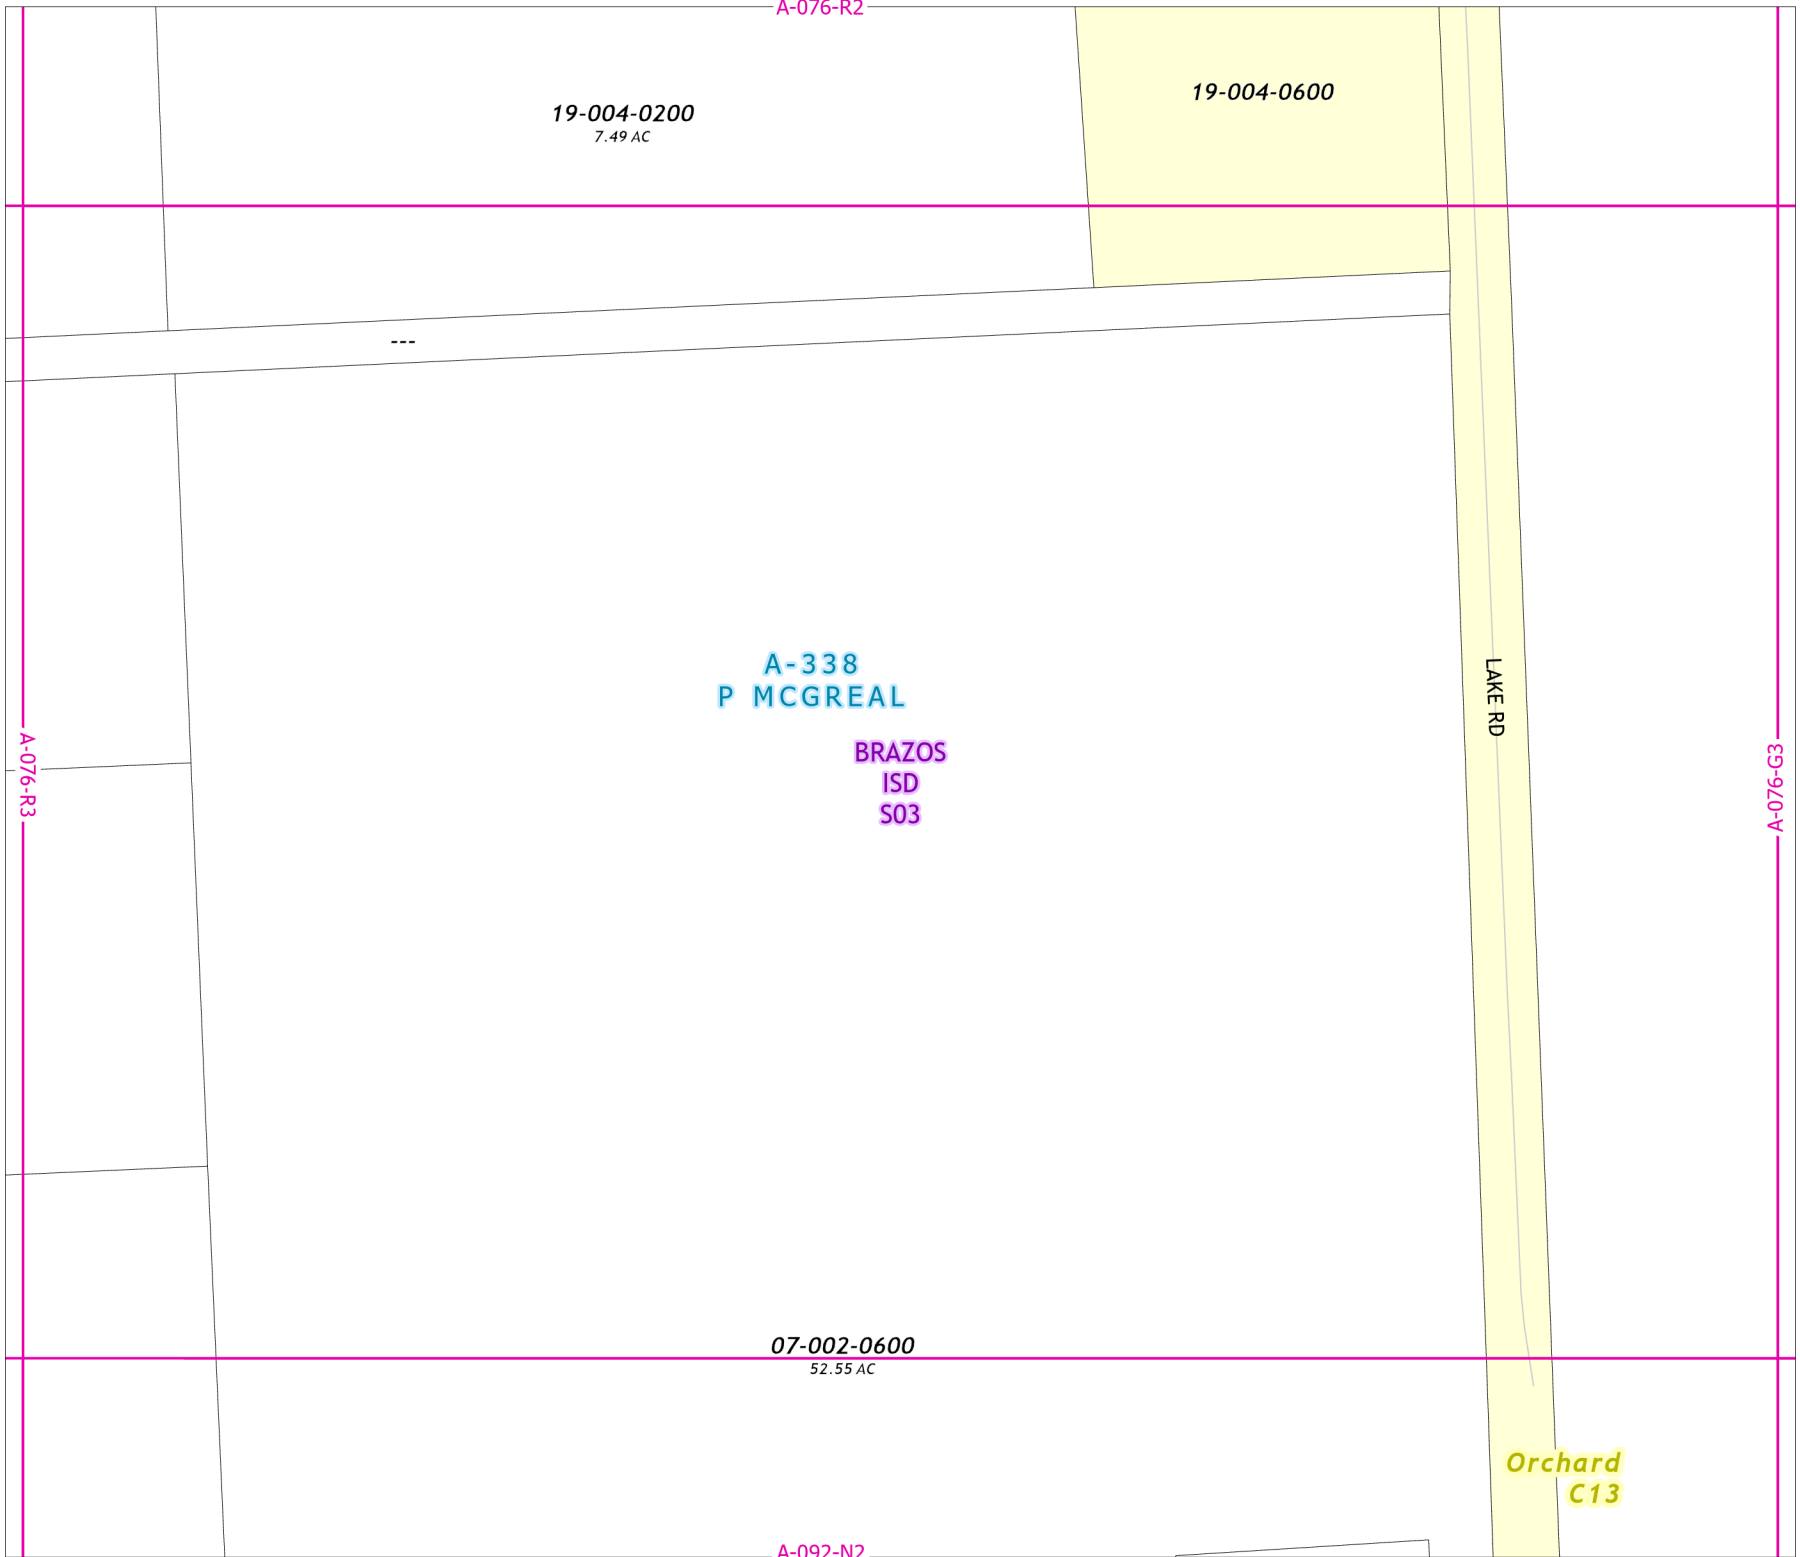 A-076-R2
19-004-0600
19-004-0200
7.49 AC
---
A-338
P MCGREAL
LAKE RD
BRAZOS
ISD
S03
A-076-R3
A-076-G3
07-002-0600
52.55 AC
Orchard
C13
A-092-N2